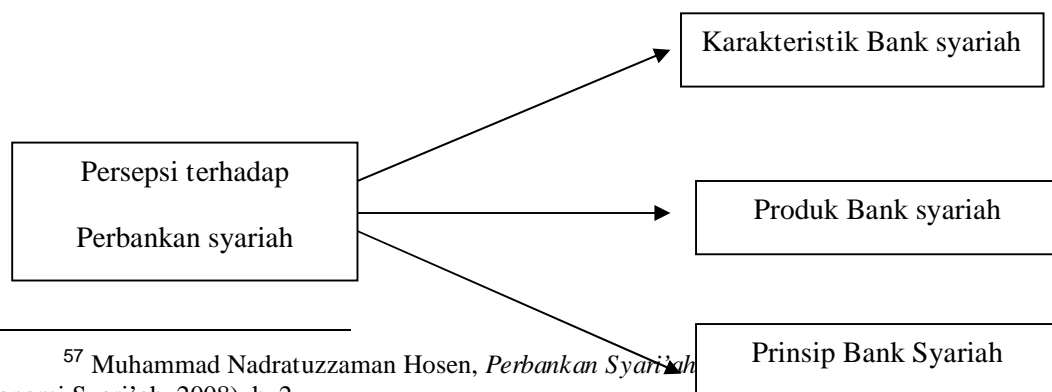 Karakteristik Bank syariah
Persepsi terhadap
Perbankan syariah
Produk Bank syariah
Prinsip Bank Syariah
57 Muhammad Nadratuzzaman Hosen, Perbankan Syari'ah
Syari'ah, 2008), h. 2